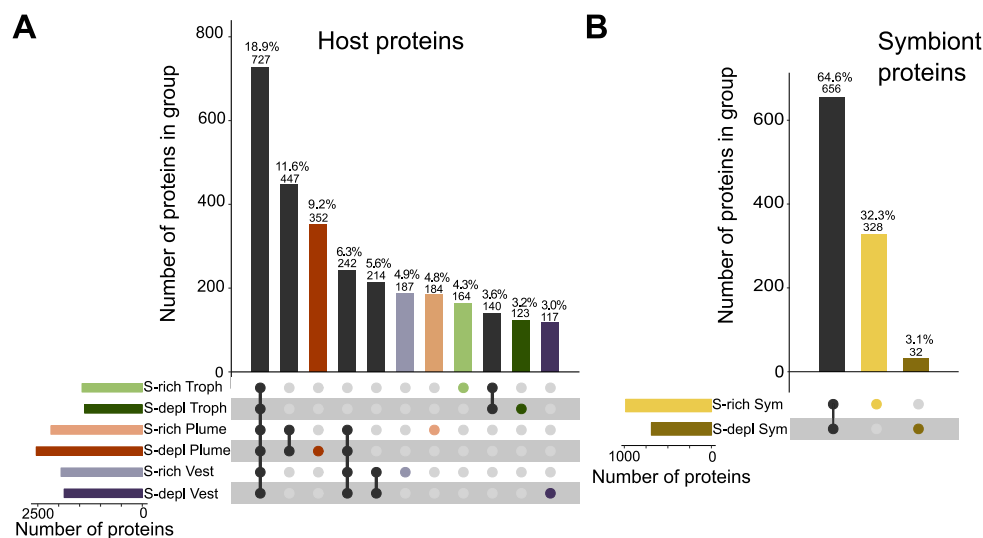 A
Host proteins
Number of proteins in group
800
600
400
200
0
18.9%
727
11.6%
447
9.2%
352
6.3%
242
5.6%
214
4.9%
187
4.8%
184
4.3%
164
3.6%
140
3.2%
123
3.0%
117
S-rich Troph
S-depl Troph
S-rich Plume
S-depl Plume
S-rich Vest
S-depl Vest
2500 0
Number of proteins
B
Symbiont
proteins
Number of proteins in group
600
400
200
0
64.6%
656
32.3%
328
3.1%
32
S-rich Sym
S-depl Sym
1000 0
Number of proteins